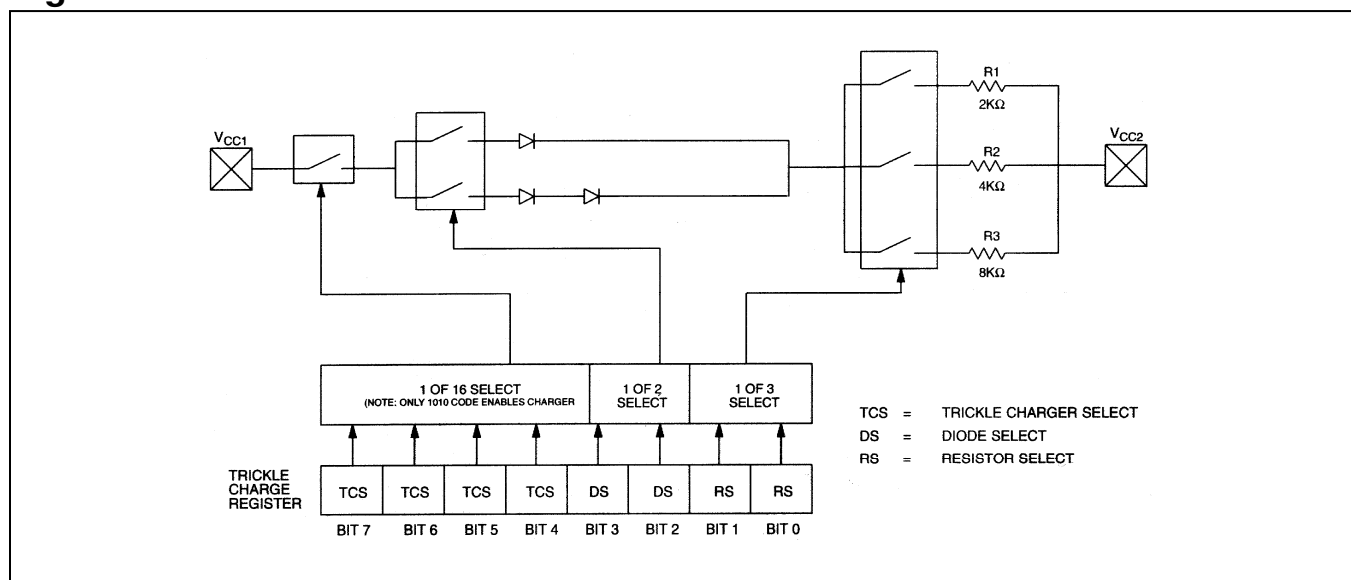 VCC1
R1
2KΩ
R2
4KΩ
R3
8KΩ
VCC2
1 OF 16 SELECT
(NOTE: ONLY 1010 CODE ENABLES CHARGER
1 OF 2
SELECT
1 OF 3
SELECT
TCS = TRICKLE CHARGER SELECT
DS = DIODE SELECT
RS = RESISTOR SELECT
TRICKLE
CHARGE
REGISTER
TCS TCS TCS TCS DS DS RS RS
BIT 7 BIT 6 BIT 5 BIT 4 BIT 3 BIT 2 BIT 1 BIT 0